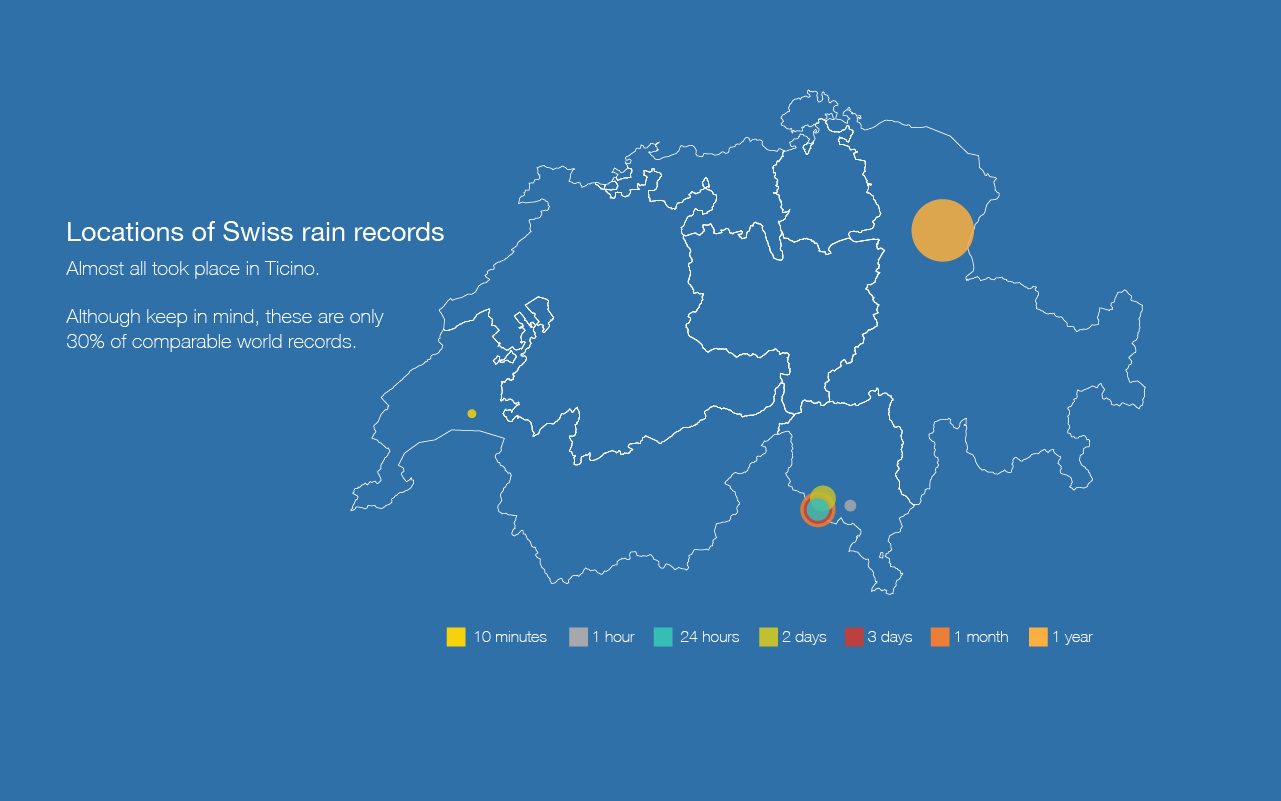 Locations of Swiss rain records
Almost all took place in Ticino.
Although keep in mind, these are only
30% of comparable world records.
10 minutes 1 hour 24 hours 2 days 3 days 1 month 1 year